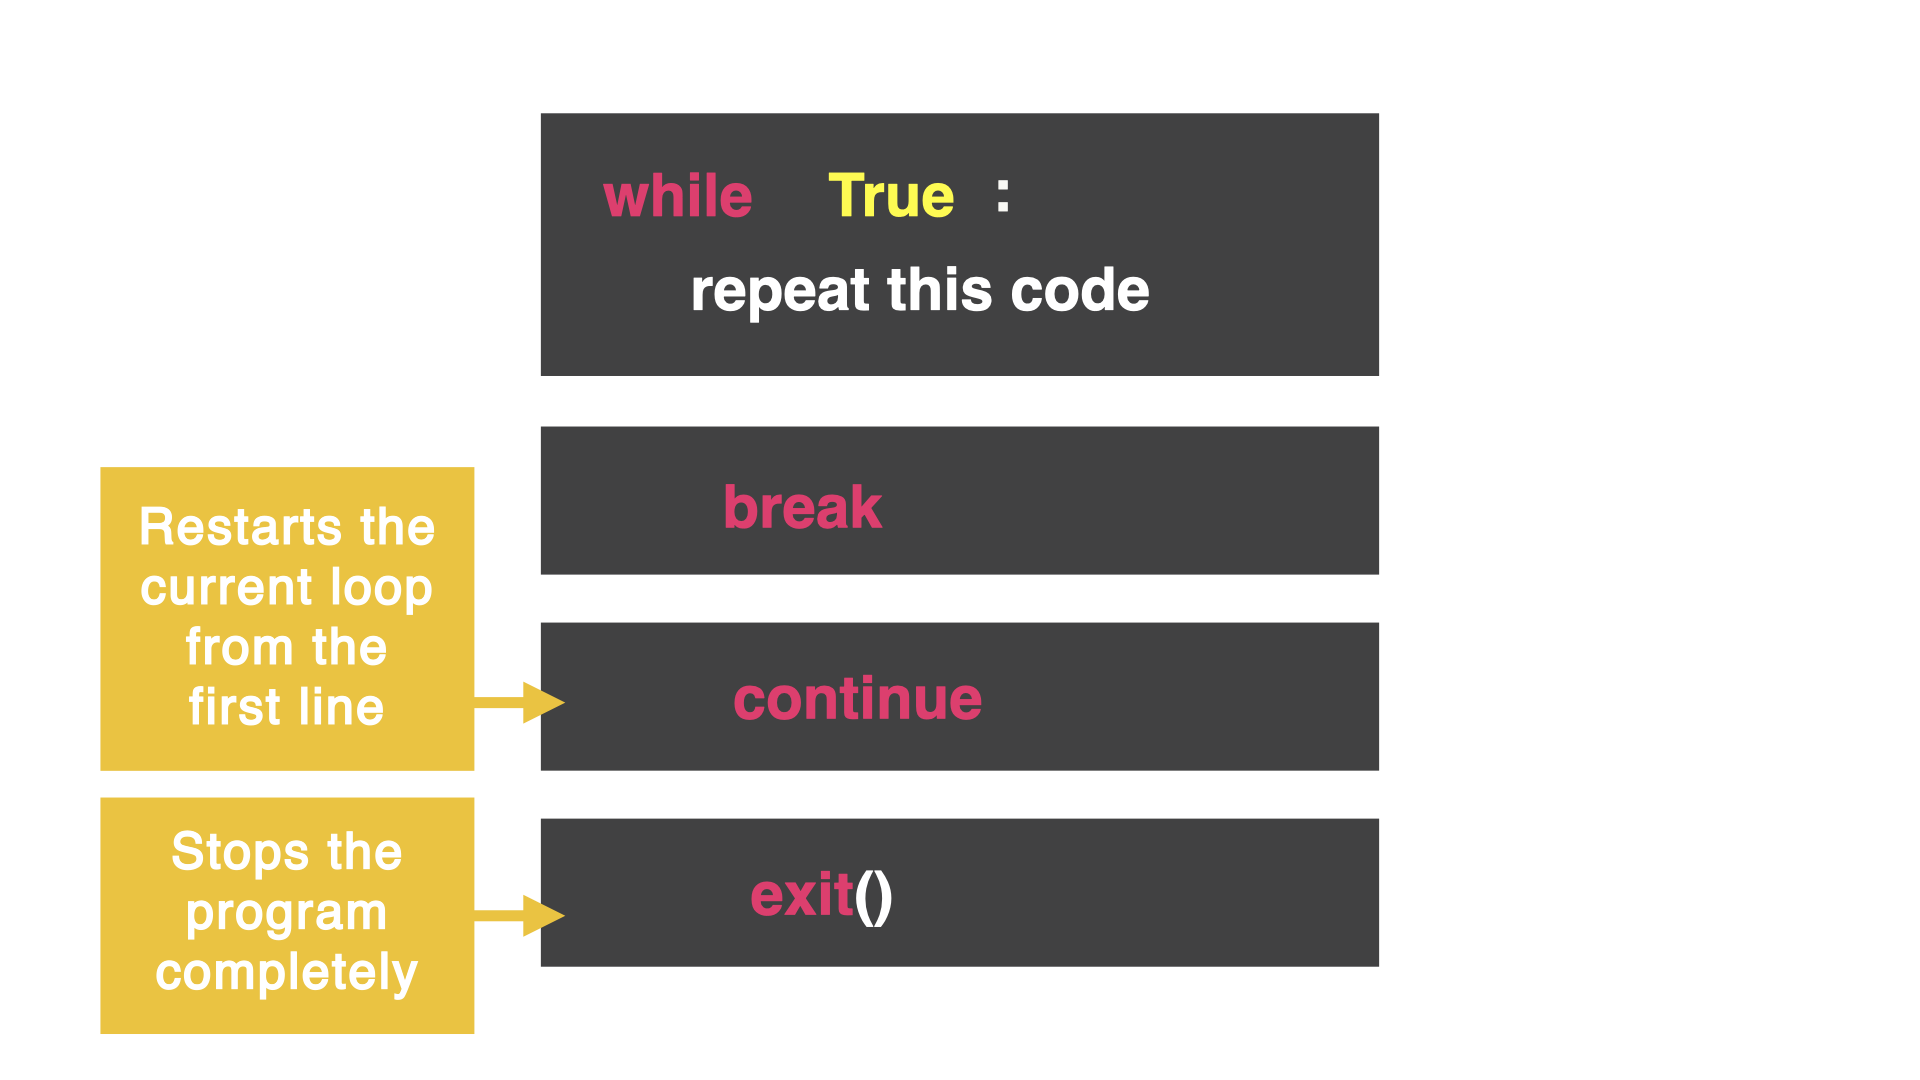 while True :
repeat this code
break
Restarts the
current loop
from the
first line
continue
Stops the
program
completely
exit()